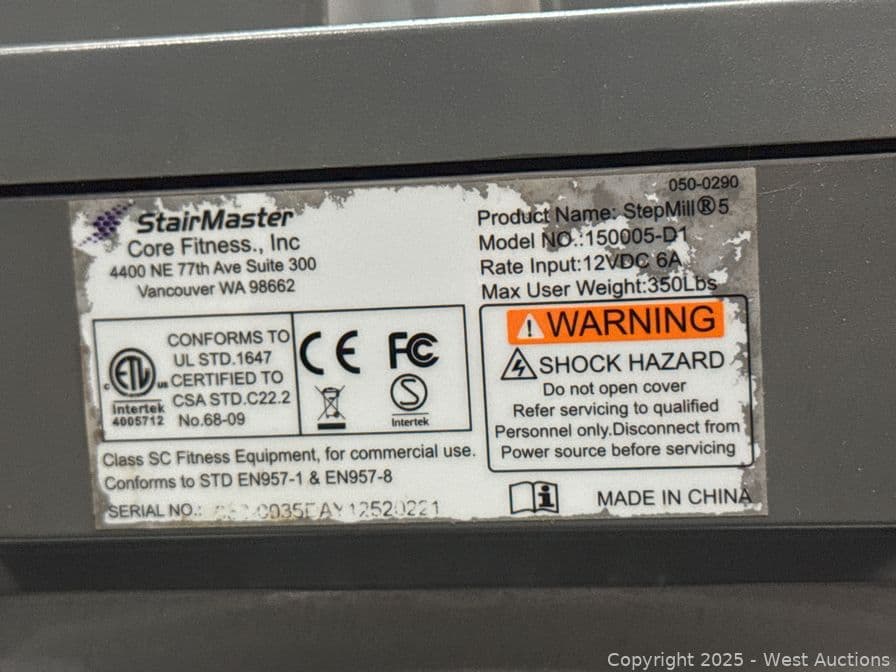 StairMaster
Core Fitness., Inc
4400 NE 77th Ave Suite 300
Vancouver WA 98662
050-0290
Product Name: StepMill®5
Model NO.:150005-D1
Rate Input:12VDC 6A
Max User Weight:350Lbs
c ETL us
Intertek
4005712
CONFORMS TO
UL STD.1647
CERTIFIED TO
CSA STD.C22.2
No.68-09
CE FC
S
Intertek
WARNING
SHOCK HAZARD
Do not open cover
Refer servicing to qualified
Personnel only.Disconnect from
Power source before servicing
Class SC Fitness Equipment, for commercial use.
Conforms to STD EN957-1 & EN957-8
SERIAL NO.:
MADE IN CHINA
Copyright 2025 - West Auctions